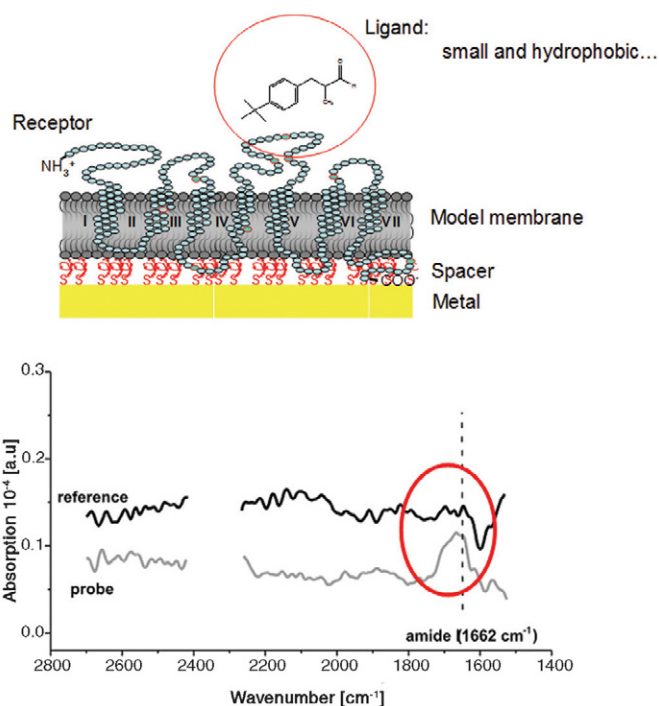 Ligand:
small and hydrophobic…
Receptor
NH₃⁺
I II III IV V VI VII
Model membrane
Spacer
COO⁻
Metal
0.3
0.2
0.1
0.0
Absorption 10⁻⁴ [a.u]
reference
probe
amide I(1662 cm⁻¹)
2800 2600 2400 2200 2000 1800 1600 1400
Wavenumber [cm⁻¹]